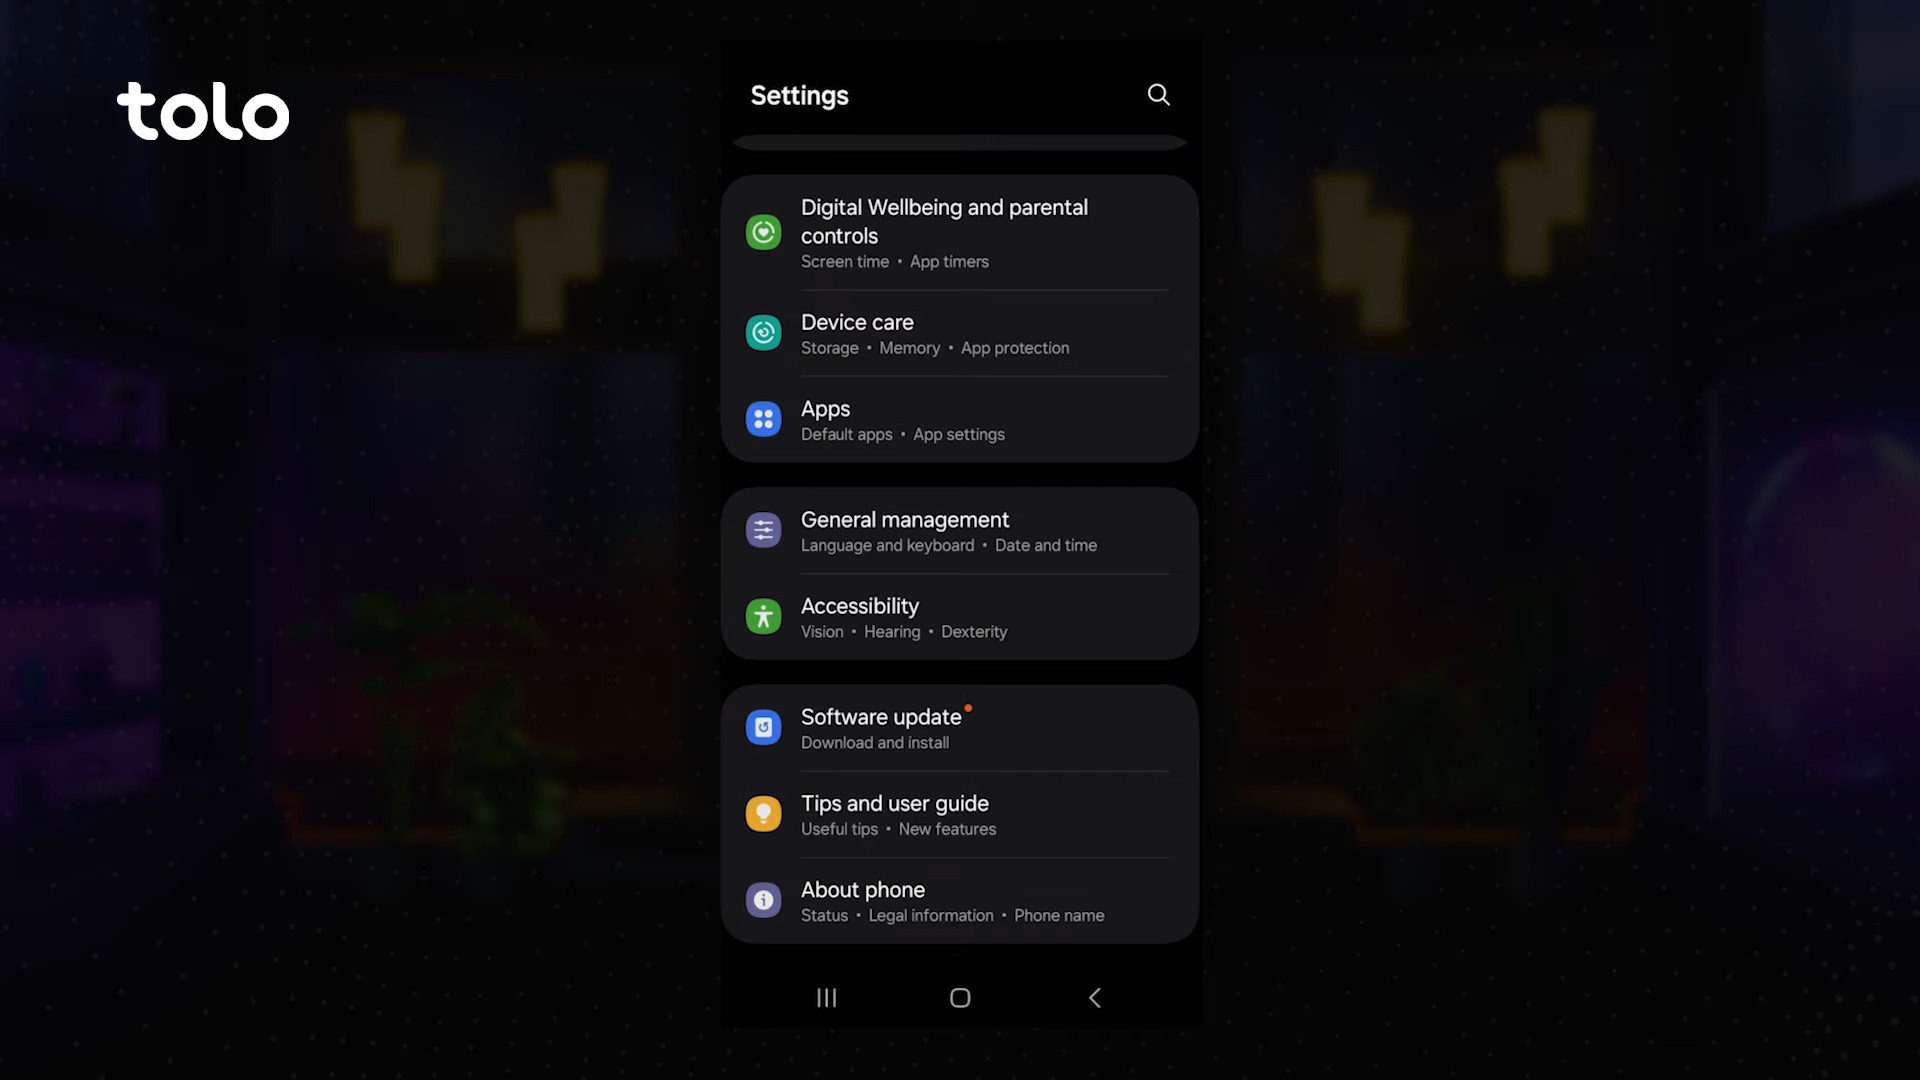 tolo
Settings
Digital Wellbeing and parental
controls
Screen time • App timers
Device care
Storage • Memory • App protection
Apps
Default apps • App settings
General management
Language and keyboard • Date and time
Accessibility
Vision • Hearing • Dexterity
Software update
Download and install
Tips and user guide
Useful tips • New features
About phone
Status • Legal information • Phone name